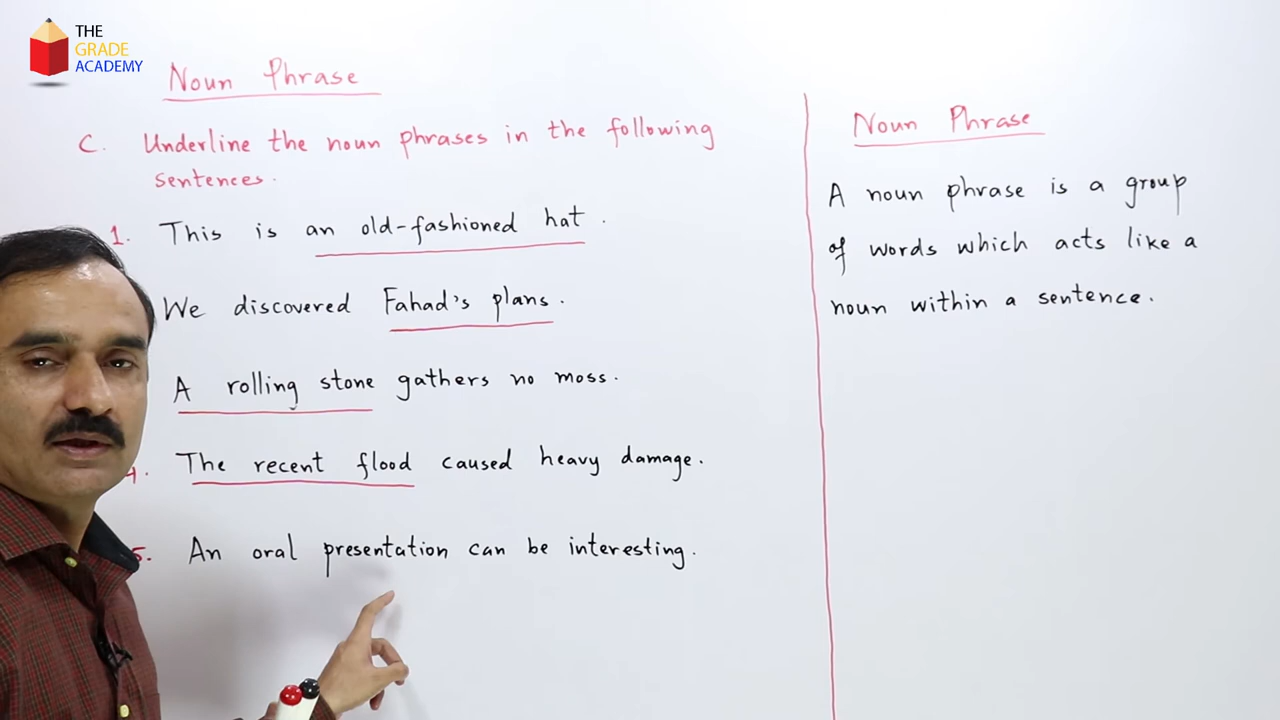 THE
GRADE
ACADEMY
Noun Phrase
C. Underline the noun phrases in the following
sentences.
1. This is an old-fashioned hat.
We discovered Fahad's plans.
A rolling stone gathers no moss.
4. The recent flood caused heavy damage.
5. An oral presentation can be interesting.
Noun Phrase
A noun phrase is a group
of words which acts like a
noun within a sentence.